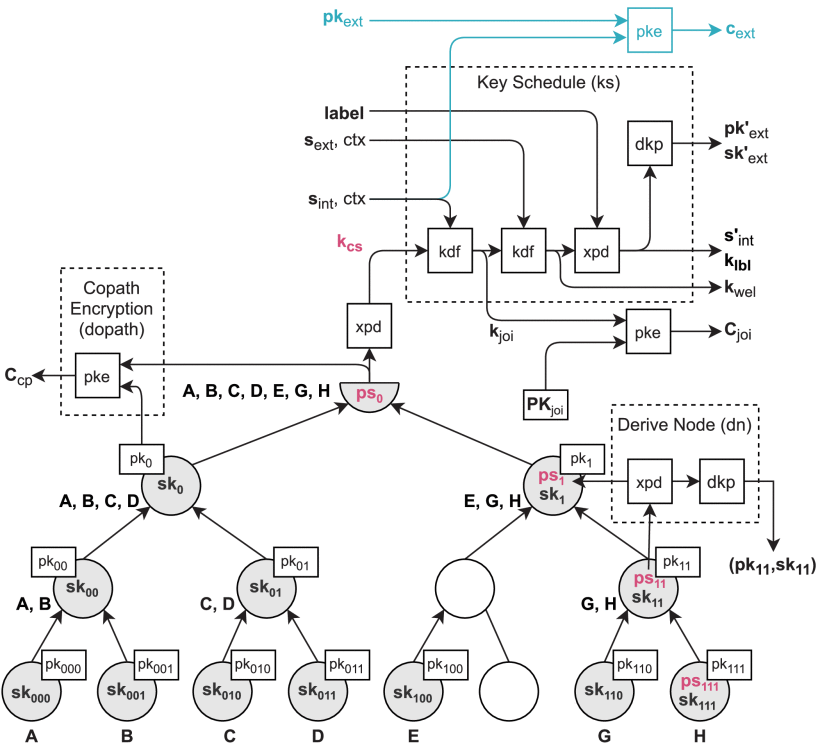 pk_ext
pke
c_ext
Key Schedule (ks)
label
s_ext, ctx
dkp
pk'_ext
sk'_ext
s_int, ctx
k_cs
kdf
kdf
xpd
s'_int
k_lbl
k_wel
Copath
Encryption
(dopath)
xpd
k_joi
pke
C_joi
C_cp
pke
A, B, C, D, E, G, H
ps_0
PK_joi
Derive Node (dn)
pk_0
sk_0
A, B, C, D
pk_1
ps_1
sk_1
E, G, H
xpd
dkp
(pk_11,sk_11)
pk_00
sk_00
A, B
pk_01
sk_01
C, D
pk_11
ps_11
sk_11
G, H
pk_000
sk_000
pk_001
sk_001
pk_010
sk_010
pk_011
sk_011
pk_100
sk_100
pk_110
sk_110
pk_111
ps_111
sk_111
A
B
C
D
E
G
H